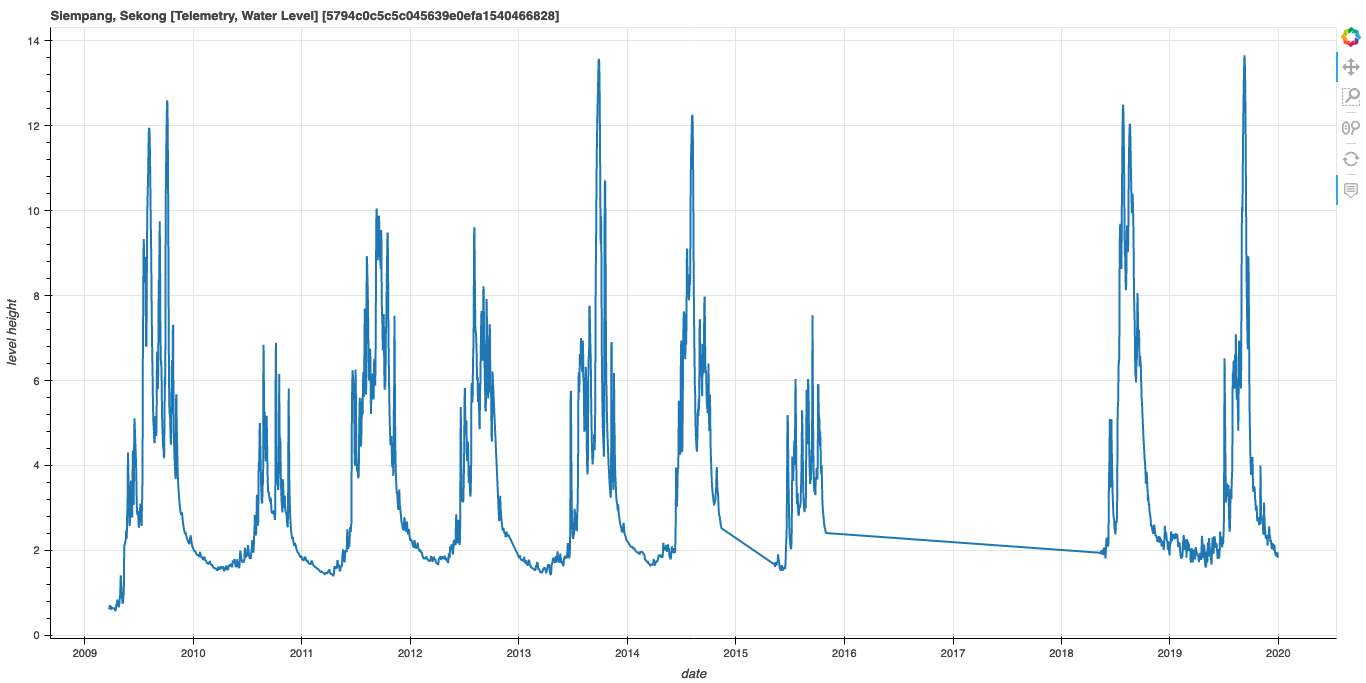 Siempang, Sekong [Telemetry, Water Level] [5794c0c5c5c045639e0efa1540466828]
14
12
10
8
6
4
2
0
level height
2009 2010 2011 2012 2013 2014 2015 2016 2017 2018 2019 2020
date